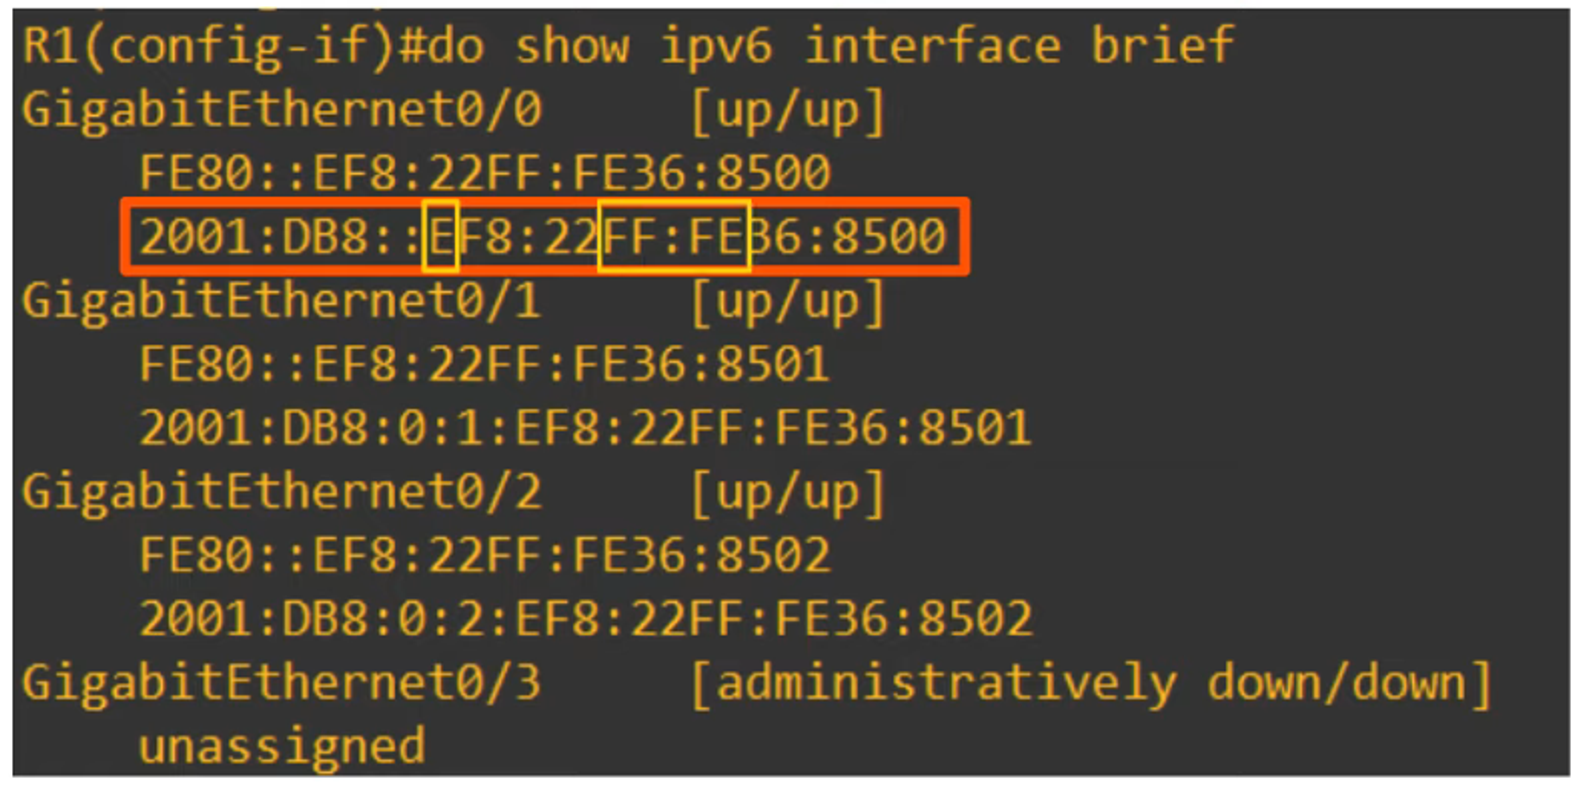 R1(config-if)#do show ipv6 interface brief
GigabitEthernet0/0     [up/up]
    FE80::EF8:22FF:FE36:8500
    2001:DB8::EF8:22FF:FE36:8500
GigabitEthernet0/1     [up/up]
    FE80::EF8:22FF:FE36:8501
    2001:DB8:0:1:EF8:22FF:FE36:8501
GigabitEthernet0/2     [up/up]
    FE80::EF8:22FF:FE36:8502
    2001:DB8:0:2:EF8:22FF:FE36:8502
GigabitEthernet0/3     [administratively down/down]
    unassigned